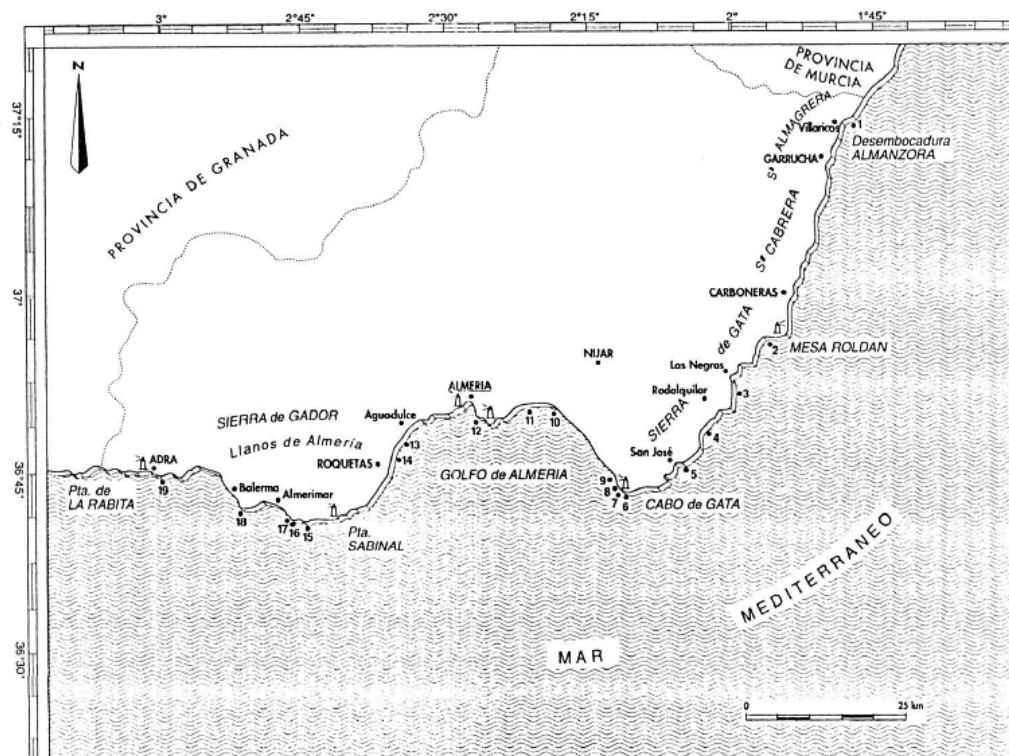 3°
2°45'
2°30'
2°15'
2°
1°45'
N
37°15'
37°
36°45'
36°30'
PROVINCIA
DE MURCIA
PROVINCIA DE GRANADA
Sª ALMAGRERA
Villaricos
1
Desembocadura
ALMANZORA
GARRUCHA
Sª CABRERA
CARBONERAS
SIERRA de GATA
2
MESA ROLDAN
NIJAR
Las Negras
Rodalquilar
3
4
San José
5
ALMERIA
SIERRA de GADOR
Aguadulce
Llanos de Almería
12
11
10
13
14
ROQUETAS
GOLFO de ALMERIA
9
8
7
6
CABO de GATA
ADRA
19
Pta. de
LA RABITA
Balerma
Almerimar
18
17
16
15
Pta.
SABINAL
MAR
MEDITERRANEO
0
25 km